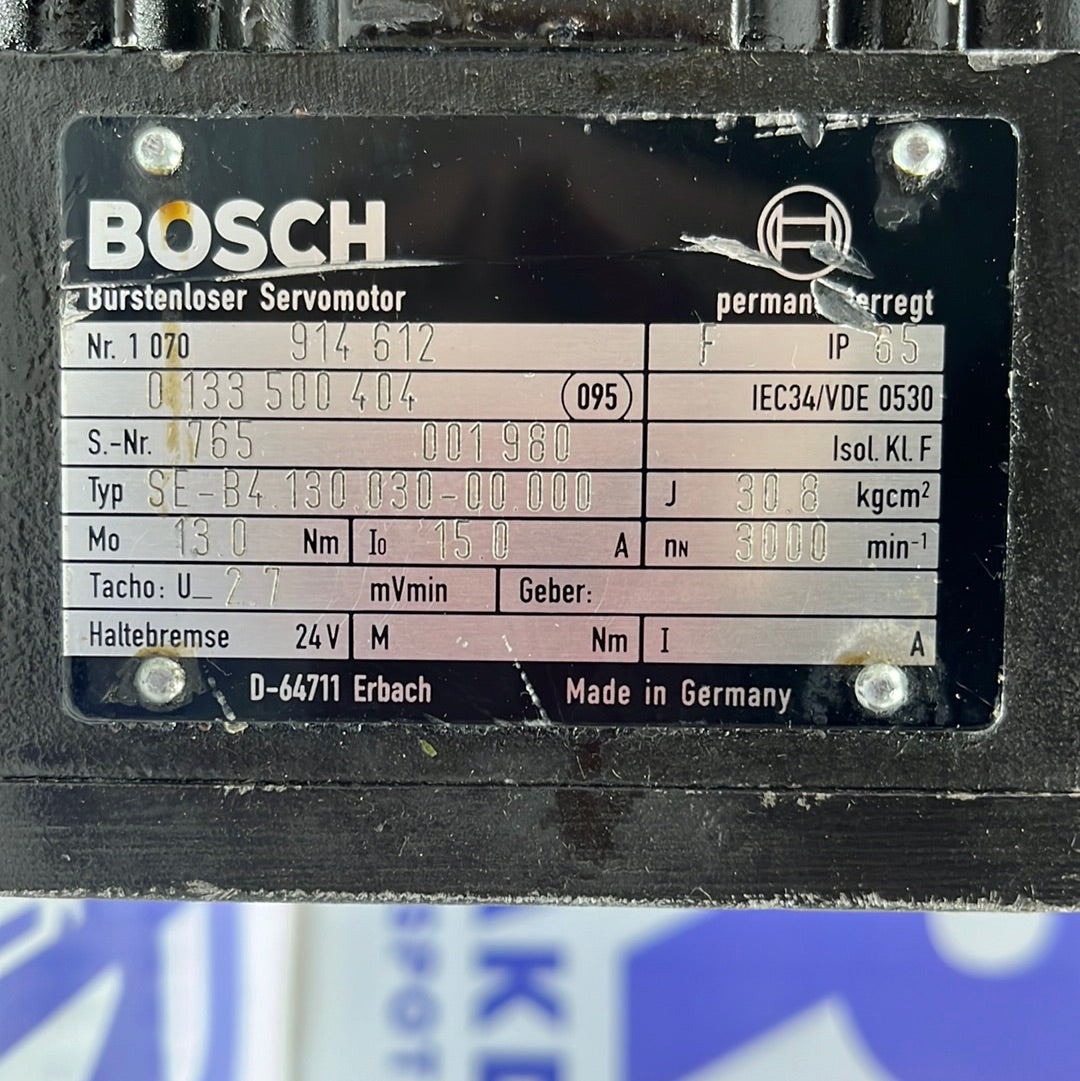 BOSCH
Bürstenloser Servomotor
Nr. 1 070 914 612 F IP 65
0 133 500 404 095 IEC34/VDE 0530
S.-Nr. 765 001 980 Isol. Kl. F
Typ SE-B4.130.030-00.000 J 30.8 kgcm²
Mo 13.0 Nm I₀ 15.0 A nN 3000 min⁻¹
Tacho: U_ 2.7 mVmin Geber:
Haltebremse 24V M Nm I A
D-64711 Erbach Made in Germany